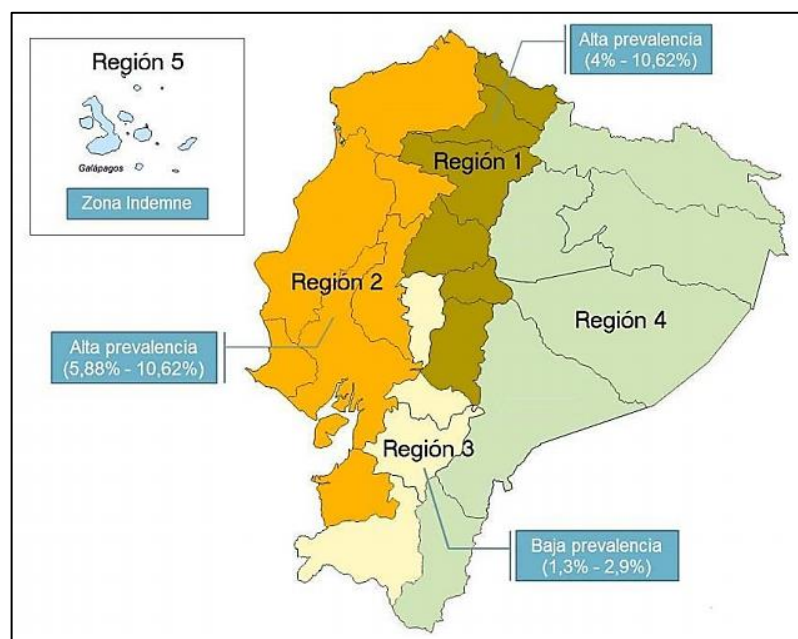 Región 5
Galápagos
Zona Indemne
Alta prevalencia
(4% - 10,62%)
Región 1
Región 2
Región 4
Alta prevalencia
(5,88% - 10,62%)
Región 3
Baja prevalencia
(1,3% - 2,9%)